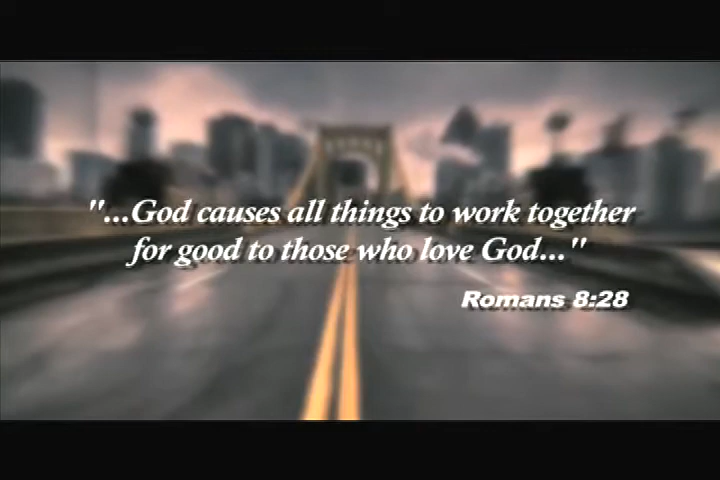 "...God causes all things to work together
for good to those who love God..."
Romans 8:28